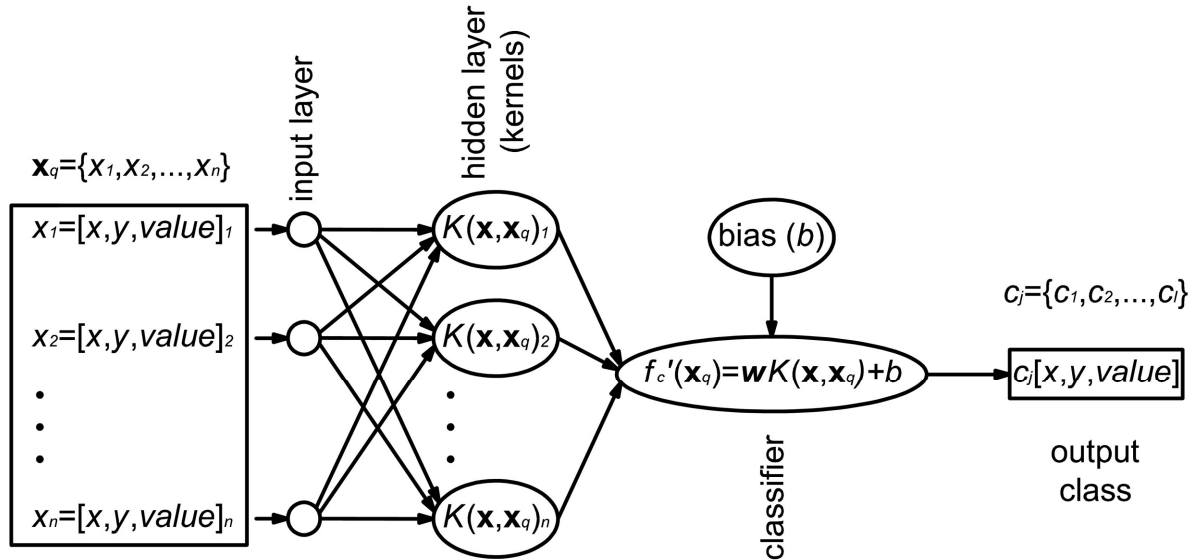 input layer
hidden layer
(kernels)
𝐱q={x1,x2,...,xn}
x1=[x,y,value]1
x2=[x,y,value]2
xn=[x,y,value]n
K(𝐱,𝐱q)1
K(𝐱,𝐱q)2
K(𝐱,𝐱q)n
bias (b)
fc'(𝐱q)=𝒘K(𝐱,𝐱q)+b
classifier
cj={c1,c2,...,cl}
cj[x,y,value]
output
class